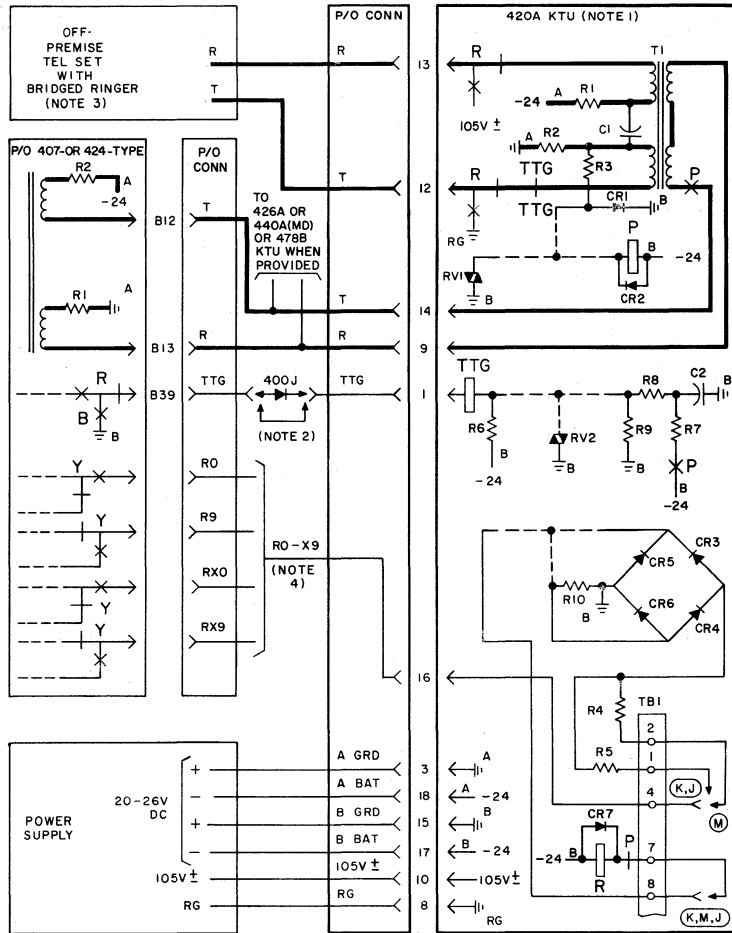 P/O CONN
420A KTU (NOTE 1)
OFF-
PREMISE
TEL SET
WITH
BRIDGED RINGER
(NOTE 3)
R
T
R
13
R
T1
-24 A R1
105V ±
C1
A R2
R3
P/O 407-OR 424-TYPE
P/O
CONN
R2
A
-24
T
12
R
TTG
TTG
CR1
B
P
RG
B12
T
TO
426A OR
440A(MD)
OR 478B
KTU WHEN
PROVIDED
P
B
-24
RV1
B
CR2
R1
A
T
14
B13
R
R
9
R
B39
TTG
400J
TTG
1
TTG
R8
C2
B
B
B
(NOTE 2)
R6
B
-24
RV2
B
R9
B
R7
P
B
-24
Y
R0
Y
R9
R0-X9
(NOTE
4)
Y
RX0
Y
RX9
CR5
CR3
R10
B
CR6
CR4
16
R4
TB1
2
R5
1
4
K,J
M
POWER
SUPPLY
20-26V
DC
+
A GRD
3
A
-
A BAT
18
A
-24
+
B GRD
15
B
-
B BAT
17
B
-24
105V ±
105V ±
10
105V ±
RG
RG
8
RG
CR7
-24
B
R
P
7
8
K,M,J